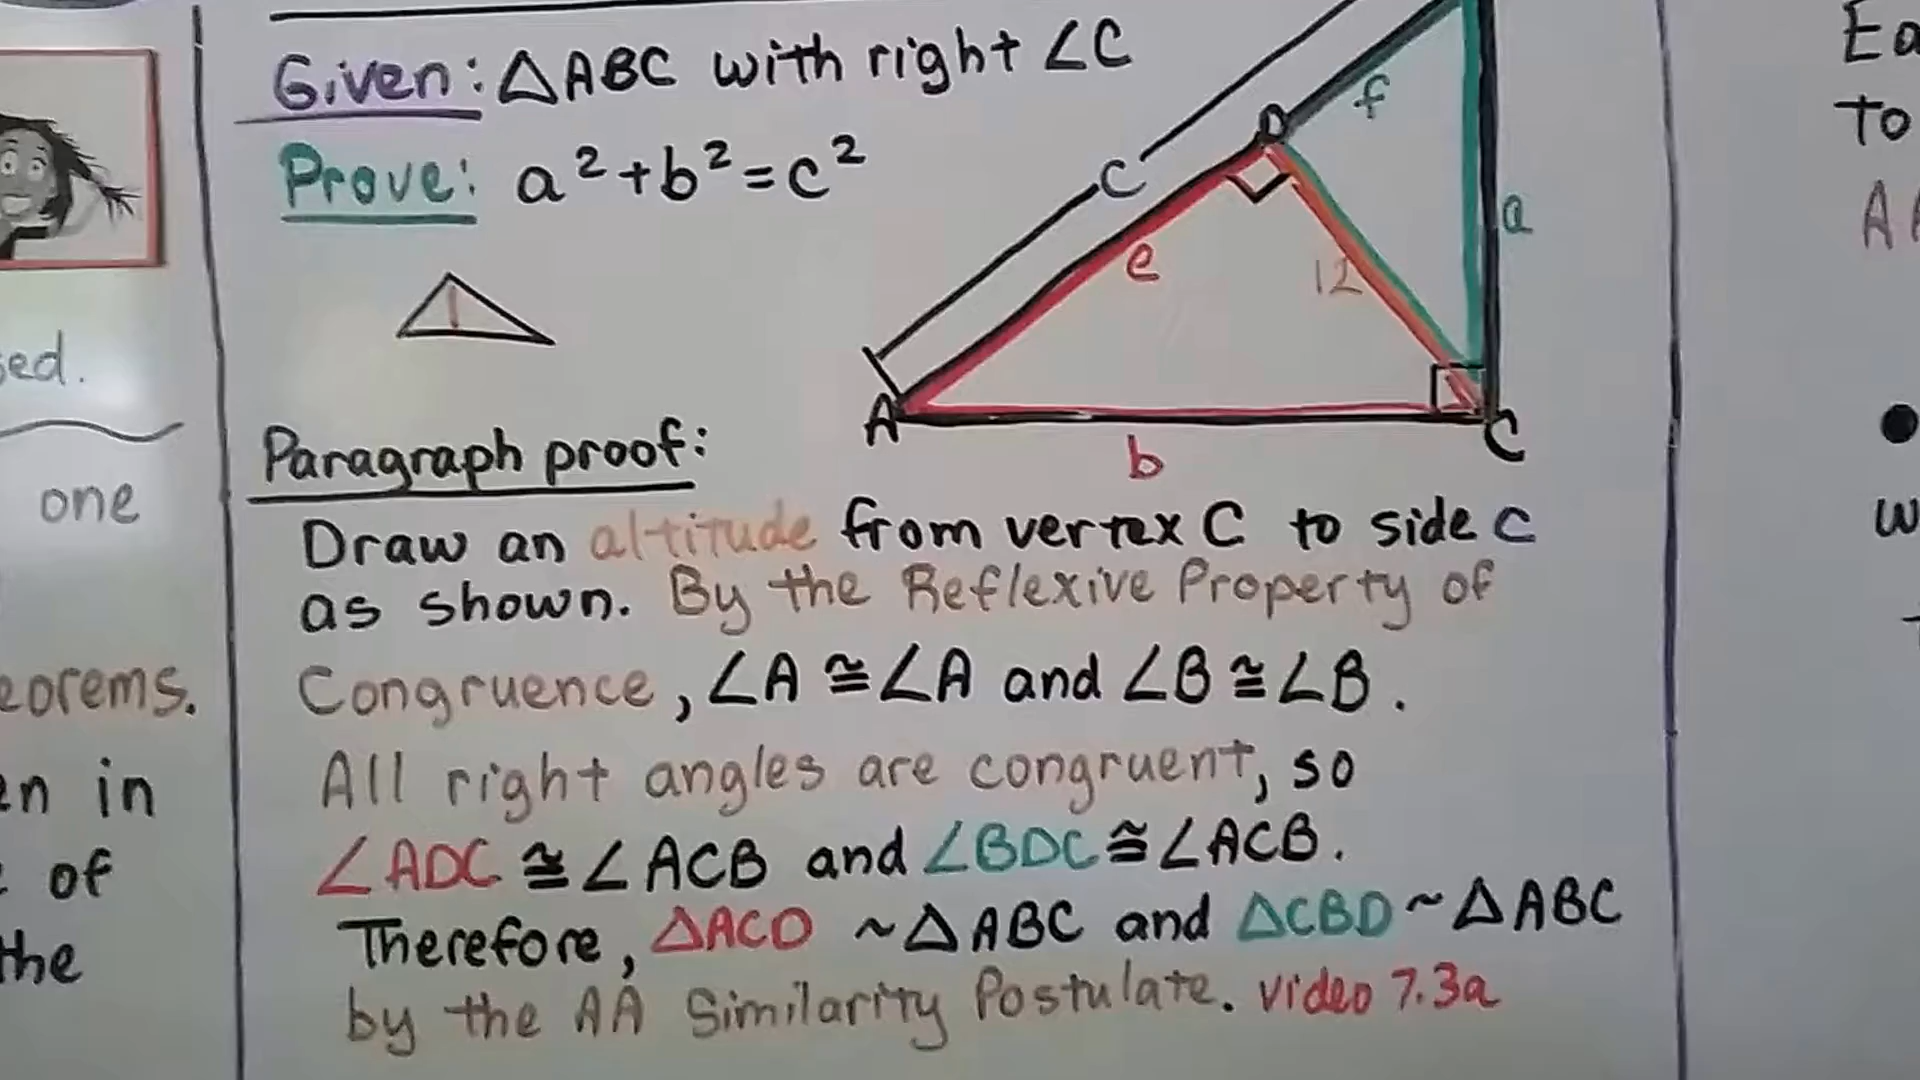 Given: △ABC with right ∠C
Prove: a²+b²=c²
f
D
C
a
e
12
A
C
b
Paragraph proof:
Draw an altitude from vertex C to side c
as shown. By the Reflexive Property of
Congruence, ∠A ≅ ∠A and ∠B ≅ ∠B.
All right angles are congruent, so
∠ADC ≅ ∠ACB and ∠BDC ≅ ∠ACB.
Therefore, △ACD ~ △ABC and △CBD ~ △ABC
by the AA Similarity Postulate. Video 7.3a
sed.
one
eorems.
en in
of
the
Ea
To
A A
w